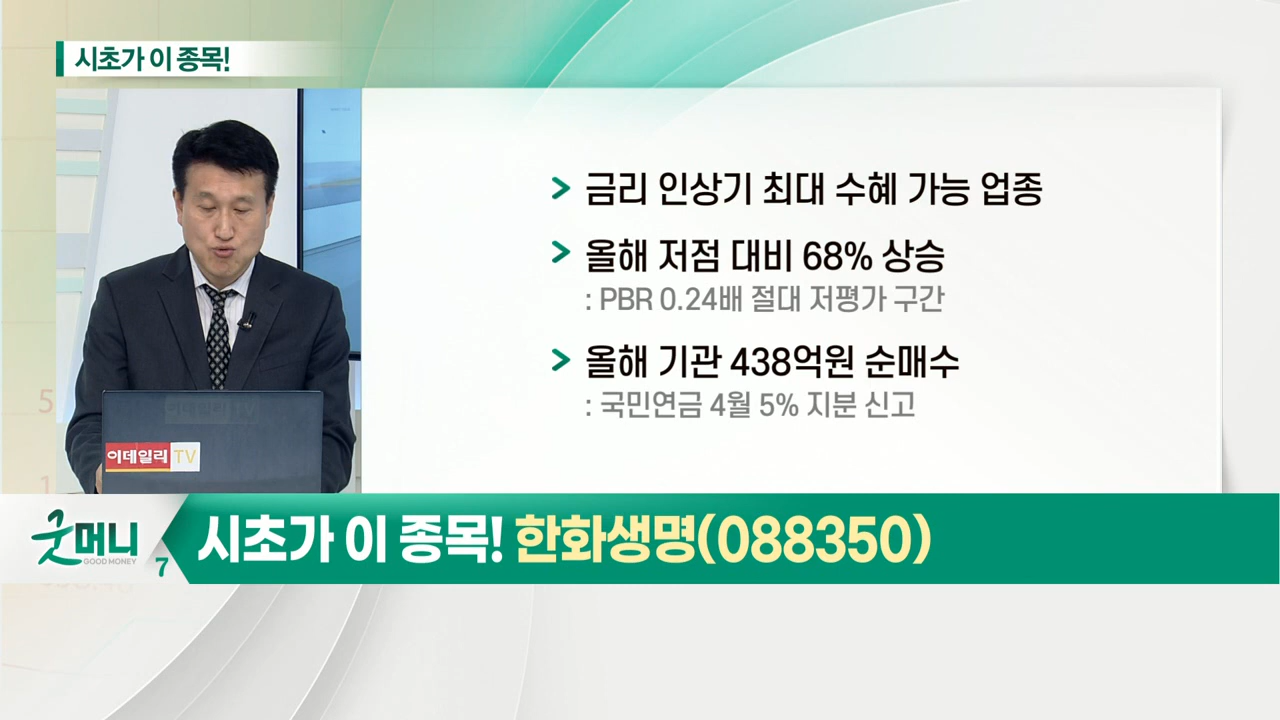 시초가 이 종목!
> 금리 인상기 최대 수혜 가능 업종
> 올해 저점 대비 68% 상승
: PBR 0.24배 절대 저평가 구간
> 올해 기관 438억원 순매수
: 국민연금 4월 5% 지분 신고
이데일리 TV
굿머니
GOOD MONEY
7
시초가 이 종목! 한화생명(088350)